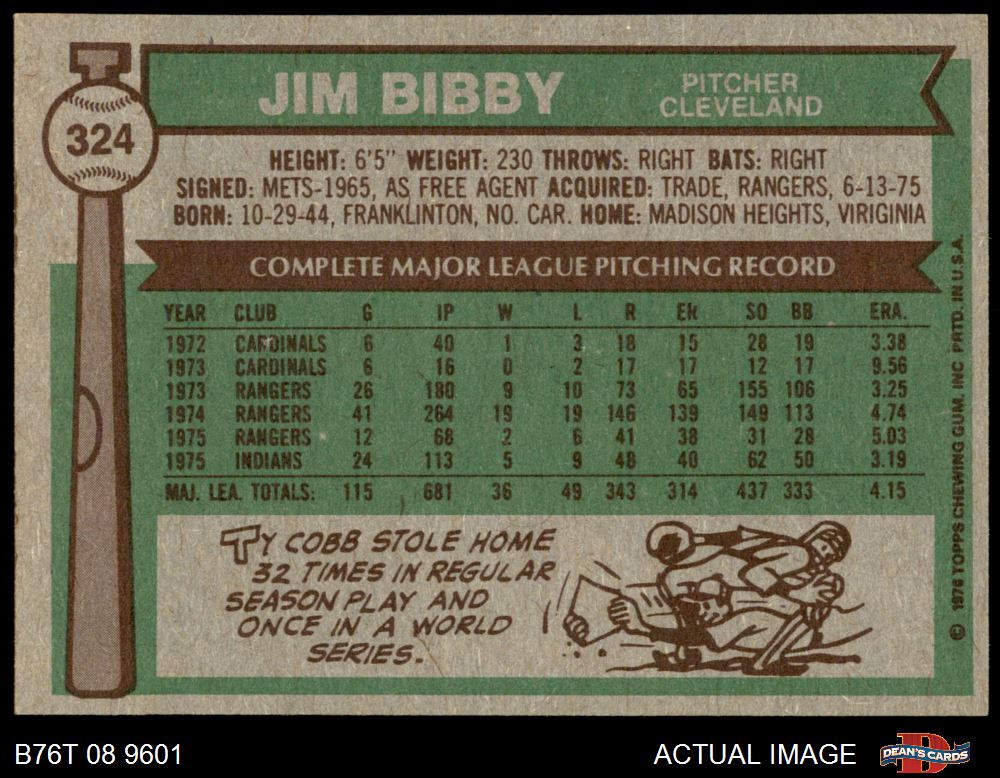 324
JIM BIBBY
PITCHER
CLEVELAND
HEIGHT: 6'5" WEIGHT: 230 THROWS: RIGHT BATS: RIGHT
SIGNED: METS-1965, AS FREE AGENT ACQUIRED: TRADE, RANGERS, 6-13-75
BORN: 10-29-44, FRANKLINTON, NO. CAR. HOME: MADISON HEIGHTS, VIRIGINIA
COMPLETE MAJOR LEAGUE PITCHING RECORD
YEAR CLUB G IP W L R ER SO BB ERA.
1972 CARDINALS 6 40 1 3 18 15 28 19 3.38
1973 CARDINALS 6 16 0 2 17 17 12 17 9.56
1973 RANGERS 26 180 9 10 73 65 155 106 3.25
1974 RANGERS 41 264 19 19 146 139 149 113 4.74
1975 RANGERS 12 68 2 6 41 38 31 28 5.03
1975 INDIANS 24 113 5 9 48 40 62 50 3.19
MAJ. LEA. TOTALS: 115 681 36 49 343 314 437 333 4.15
TY COBB STOLE HOME
32 TIMES IN REGULAR
SEASON PLAY AND
ONCE IN A WORLD
SERIES.
© 1976 TOPPS CHEWING GUM, INC PRTD. IN U.S.A.
B76T 08 9601
ACTUAL IMAGE
DEAN'S CARDS